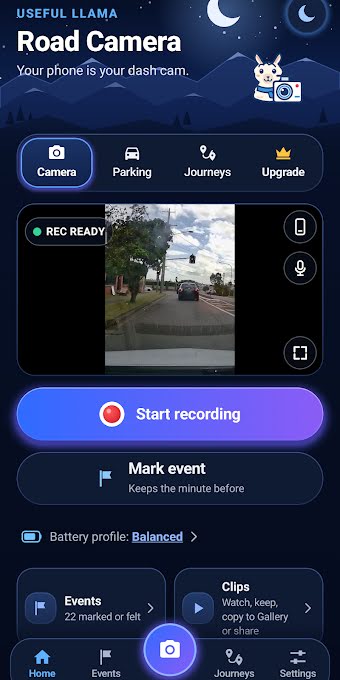 USEFUL LLAMA
Road Camera
Your phone is your dash cam.
Camera
Parking
Journeys
Upgrade
REC READY
Start recording
Mark event
Keeps the minute before
Battery profile: Balanced
Events
22 marked or felt
Clips
Watch, keep,
copy to Gallery
or share
Home
Events
Journeys
Settings